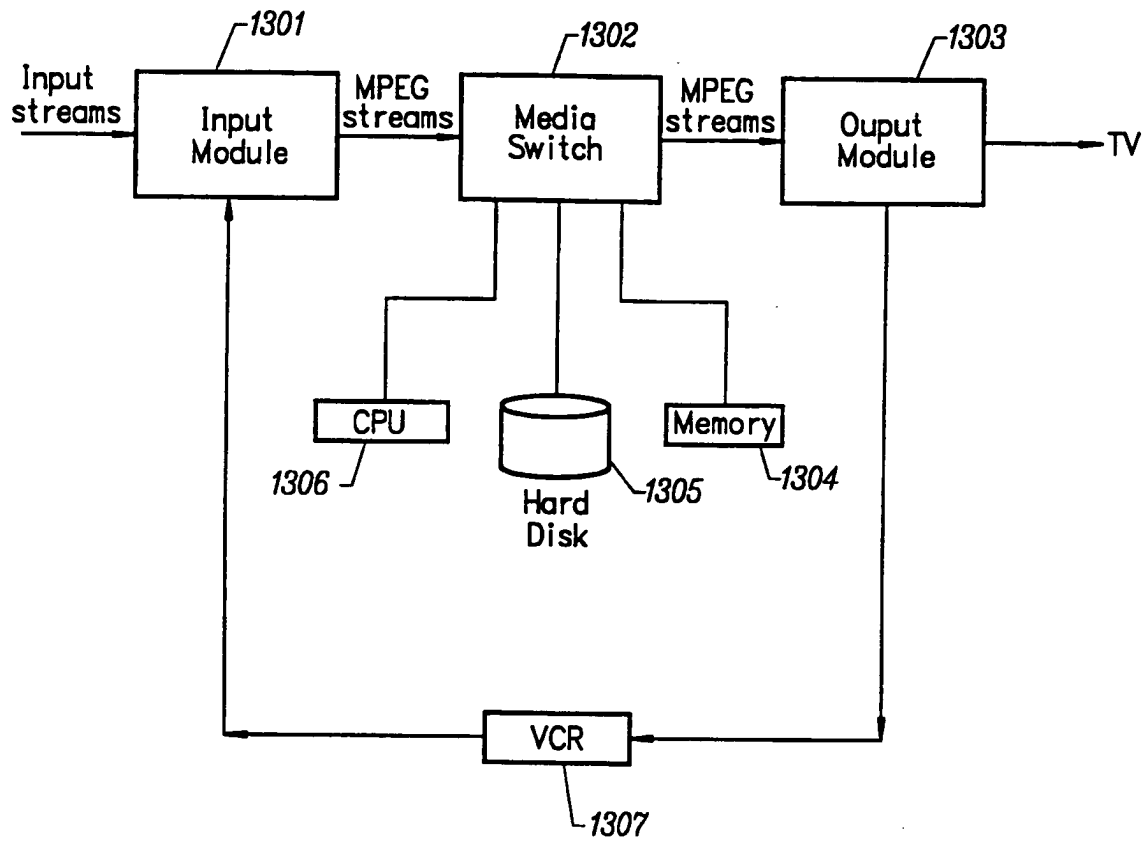 1301
1302
1303
Input
streams
Input
Module
MPEG
streams
Media
Switch
MPEG
streams
Ouput
Module
TV
CPU
1306
Hard
Disk
1305
Memory
1304
VCR
1307